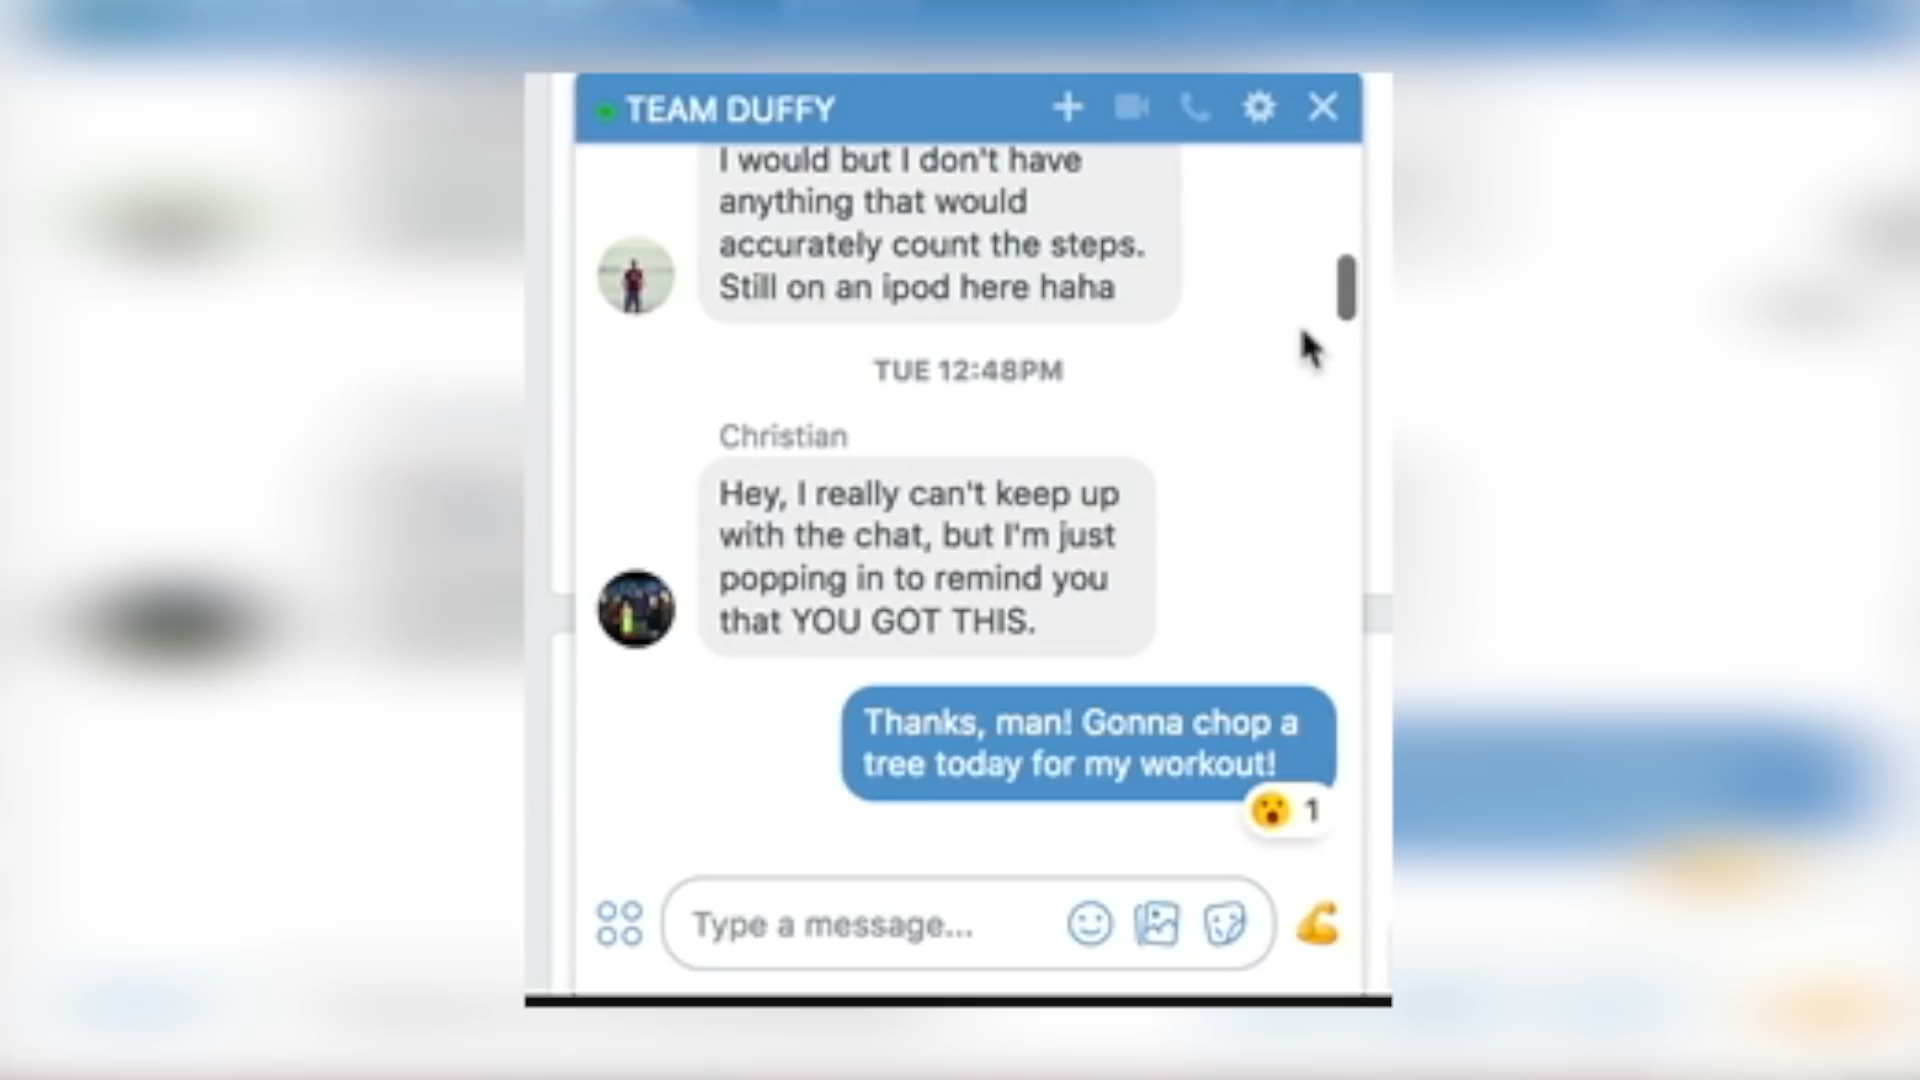 TEAM DUFFY
I would but I don't have
anything that would
accurately count the steps.
Still on an ipod here haha
TUE 12:48PM
Christian
Hey, I really can't keep up
with the chat, but I'm just
popping in to remind you
that YOU GOT THIS.
Thanks, man! Gonna chop a
tree today for my workout!
1
Type a message...